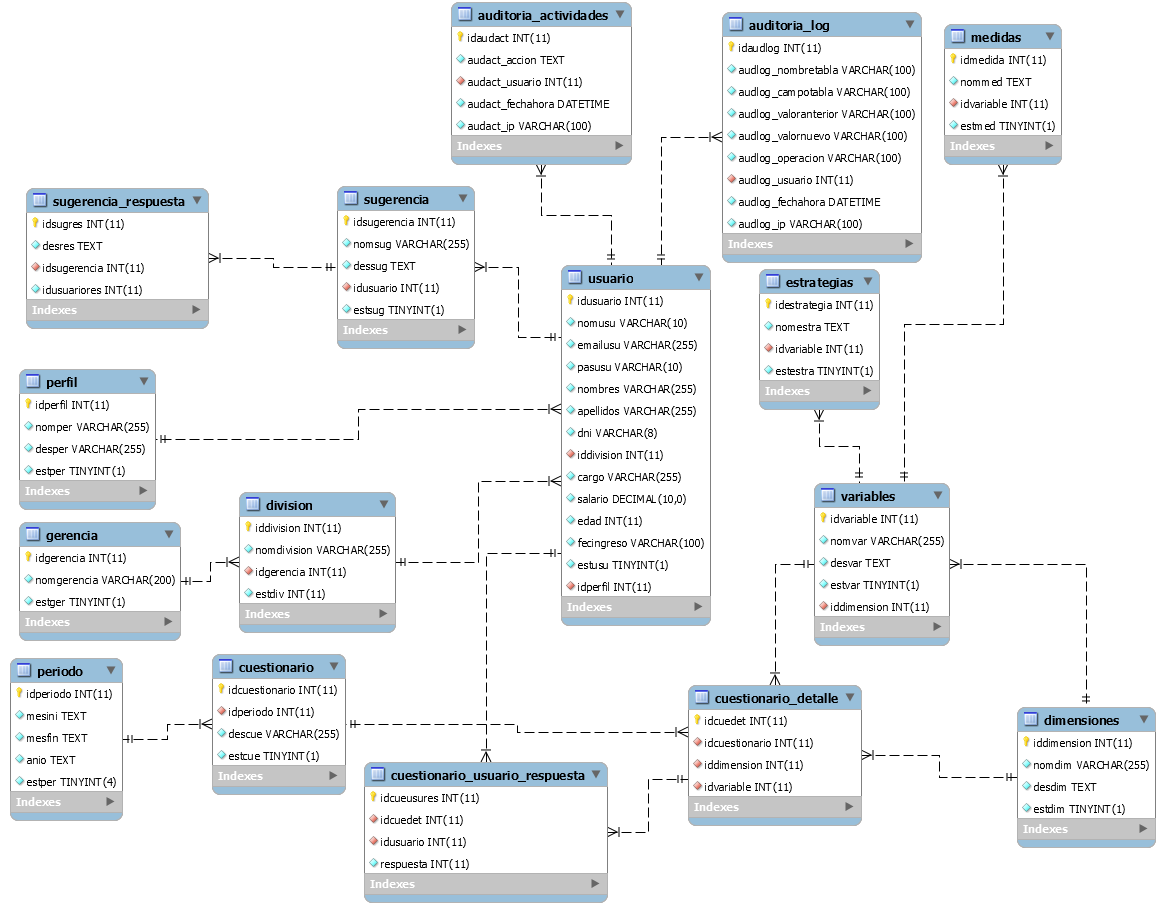 auditoria_actividades
idaudact INT(11)
audact_accion TEXT
audact_usuario INT(11)
audact_fechahora DATETIME
audact_ip VARCHAR(100)
Indexes
auditoria_log
idaudlog INT(11)
audlog_nombretabla VARCHAR(100)
audlog_campotabla VARCHAR(100)
audlog_valoranterior VARCHAR(100)
audlog_valornuevo VARCHAR(100)
audlog_operacion VARCHAR(100)
audlog_usuario INT(11)
audlog_fechahora DATETIME
audlog_ip VARCHAR(100)
Indexes
medidas
idmedida INT(11)
nommed TEXT
idvariable INT(11)
estmed TINYINT(1)
Indexes
sugerencia_respuesta
idsugres INT(11)
desres TEXT
idsugerencia INT(11)
idusuariores INT(11)
Indexes
sugerencia
idsugerencia INT(11)
nomsug VARCHAR(255)
dessug TEXT
idusuario INT(11)
estsug TINYINT(1)
Indexes
usuario
idusuario INT(11)
nomusu VARCHAR(10)
emailusu VARCHAR(255)
pasusu VARCHAR(10)
nombres VARCHAR(255)
apellidos VARCHAR(255)
dni VARCHAR(8)
iddivision INT(11)
cargo VARCHAR(255)
salario DECIMAL(10,0)
edad INT(11)
fecingreso VARCHAR(100)
estusu TINYINT(1)
idperfil INT(11)
Indexes
estrategias
idestrategia INT(11)
nomestra TEXT
idvariable INT(11)
estestra TINYINT(1)
Indexes
perfil
idperfil INT(11)
nomper VARCHAR(255)
desper VARCHAR(255)
estper TINYINT(1)
Indexes
division
iddivision INT(11)
nomdivision VARCHAR(255)
idgerencia INT(11)
estdiv INT(11)
Indexes
gerencia
idgerencia INT(11)
nomgerencia VARCHAR(200)
estger TINYINT(1)
Indexes
variables
idvariable INT(11)
nomvar VARCHAR(255)
desvar TEXT
estvar TINYINT(1)
iddimension INT(11)
Indexes
periodo
idperiodo INT(11)
mesini TEXT
mesfin TEXT
anio TEXT
estper TINYINT(4)
Indexes
cuestionario
idcuestionario INT(11)
idperiodo INT(11)
descue VARCHAR(255)
estcue TINYINT(1)
Indexes
cuestionario_usuario_respuesta
idcueusures INT(11)
idcuedet INT(11)
idusuario INT(11)
respuesta INT(11)
Indexes
cuestionario_detalle
idcuedet INT(11)
idcuestionario INT(11)
iddimension INT(11)
idvariable INT(11)
Indexes
dimensiones
iddimension INT(11)
nomdim VARCHAR(255)
desdim TEXT
estdim TINYINT(1)
Indexes